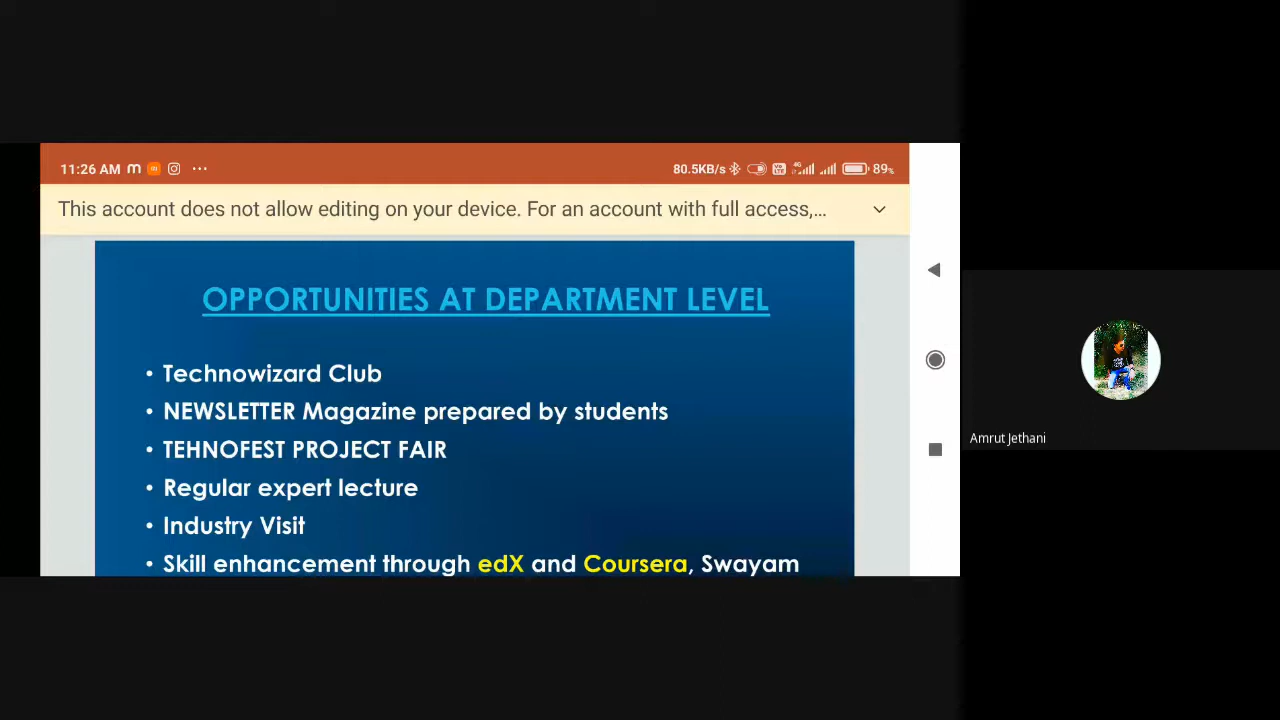 11:26 AM
80.5KB/s 4G 89%
This account does not allow editing on your device. For an account with full access,...
OPPORTUNITIES AT DEPARTMENT LEVEL
• Technowizard Club
• NEWSLETTER Magazine prepared by students
• TEHNOFEST PROJECT FAIR
• Regular expert lecture
• Industry Visit
• Skill enhancement through edX and Coursera, Swayam
Amrut Jethani